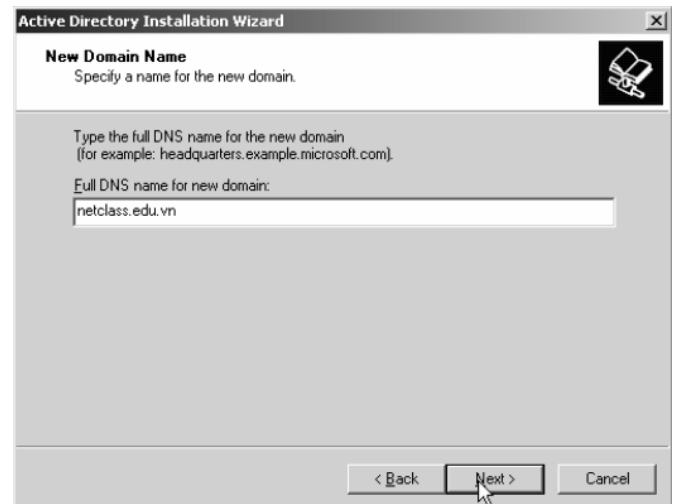 Active Directory Installation Wizard
New Domain Name
Specify a name for the new domain.
Type the full DNS name for the new domain
(for example: headquarters.example.microsoft.com).
Full DNS name for new domain:
netclass.edu.vn
< Back Next > Cancel